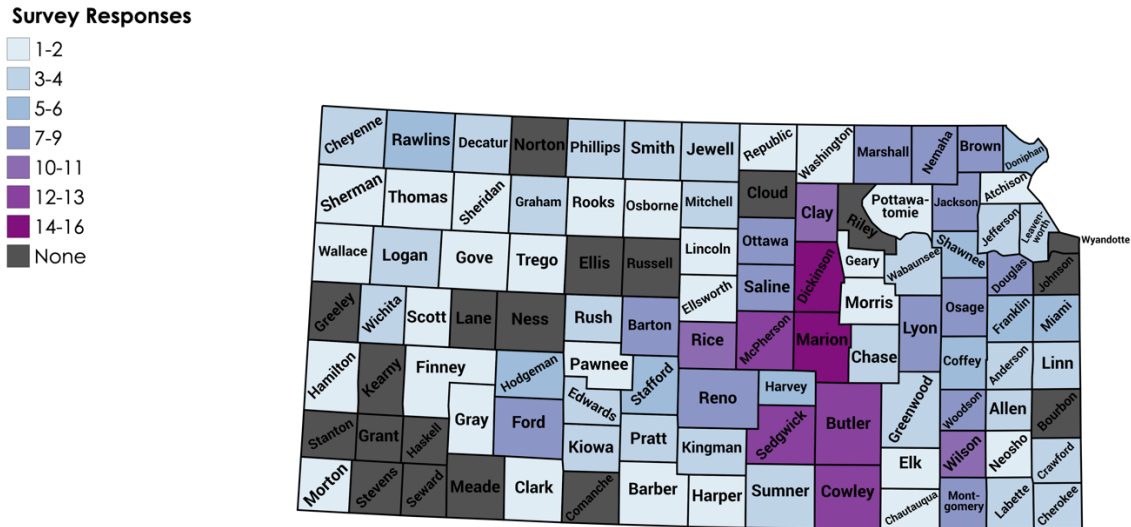 Survey Responses
1-2
3-4
5-6
7-9
10-11
12-13
14-16
None
Cheyenne
Rawlins
Decatur
Norton
Phillips
Smith
Jewell
Republic
Washington
Marshall
Nemaha
Brown
Doniphan
Sherman
Thomas
Sheridan
Graham
Rooks
Osborne
Mitchell
Cloud
Clay
Riley
Pottawa-
tomie
Jackson
Atchison
Jefferson
Leaven-
worth
Wyandotte
Wallace
Logan
Gove
Trego
Ellis
Russell
Lincoln
Ottawa
Dickinson
Geary
Wabaunsee
Shawnee
Douglas
Johnson
Greeley
Wichita
Scott
Lane
Ness
Rush
Barton
Ellsworth
Saline
Morris
Lyon
Osage
Franklin
Miami
Hamilton
Kearny
Finney
Hodgeman
Pawnee
Stafford
Rice
McPherson
Marion
Chase
Coffey
Anderson
Linn
Stanton
Grant
Haskell
Gray
Ford
Edwards
Kiowa
Pratt
Reno
Harvey
Kingman
Sedgwick
Butler
Greenwood
Woodson
Allen
Bourbon
Morton
Stevens
Seward
Meade
Clark
Comanche
Barber
Harper
Sumner
Cowley
Elk
Chautauqua
Wilson
Mont-
gomery
Neosho
Labette
Crawford
Cherokee